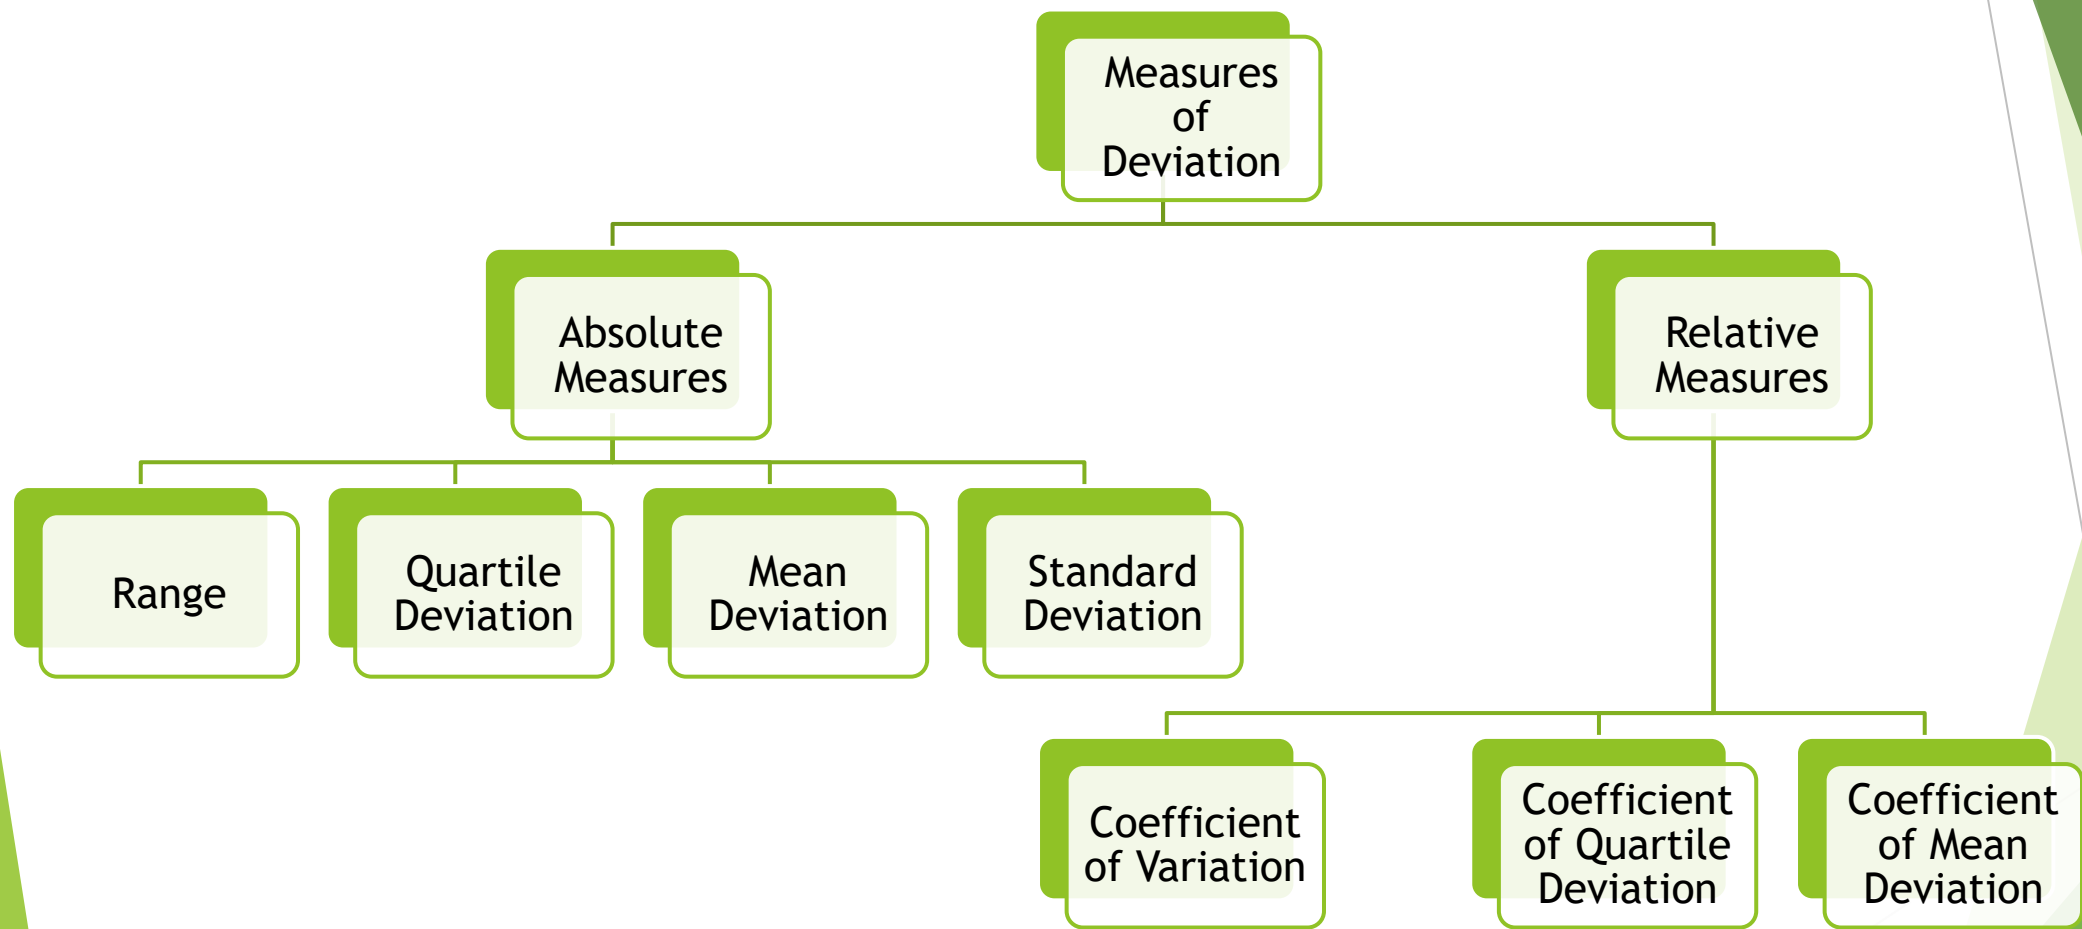 Measures
of
Deviation
Absolute
Measures
Relative
Measures
Range
Quartile
Deviation
Mean
Deviation
Standard
Deviation
Coefficient
of Variation
Coefficient
of Quartile
Deviation
Coefficient
of Mean
Deviation